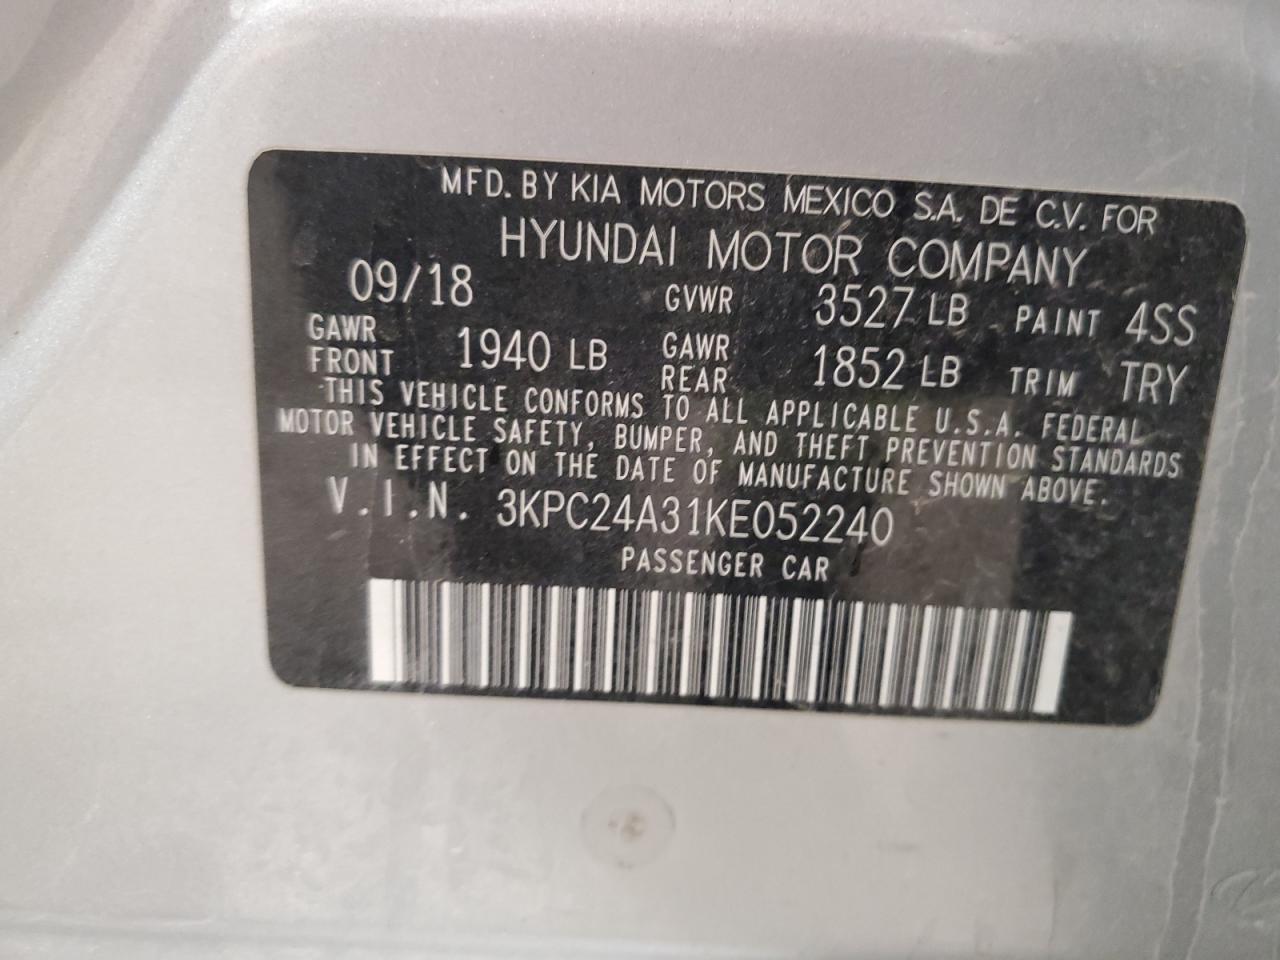 MFD. BY KIA MOTORS MEXICO S.A. DE C.V. FOR
HYUNDAI MOTOR COMPANY
09/18 GVWR 3527 LB PAINT 4SS
GAWR FRONT 1940 LB GAWR REAR 1852 LB TRIM TRY
THIS VEHICLE CONFORMS TO ALL APPLICABLE U.S.A. FEDERAL
MOTOR VEHICLE SAFETY, BUMPER, AND THEFT PREVENTION STANDARDS
IN EFFECT ON THE DATE OF MANUFACTURE SHOWN ABOVE.
V.I.N. 3KPC24A31KE052240
PASSENGER CAR